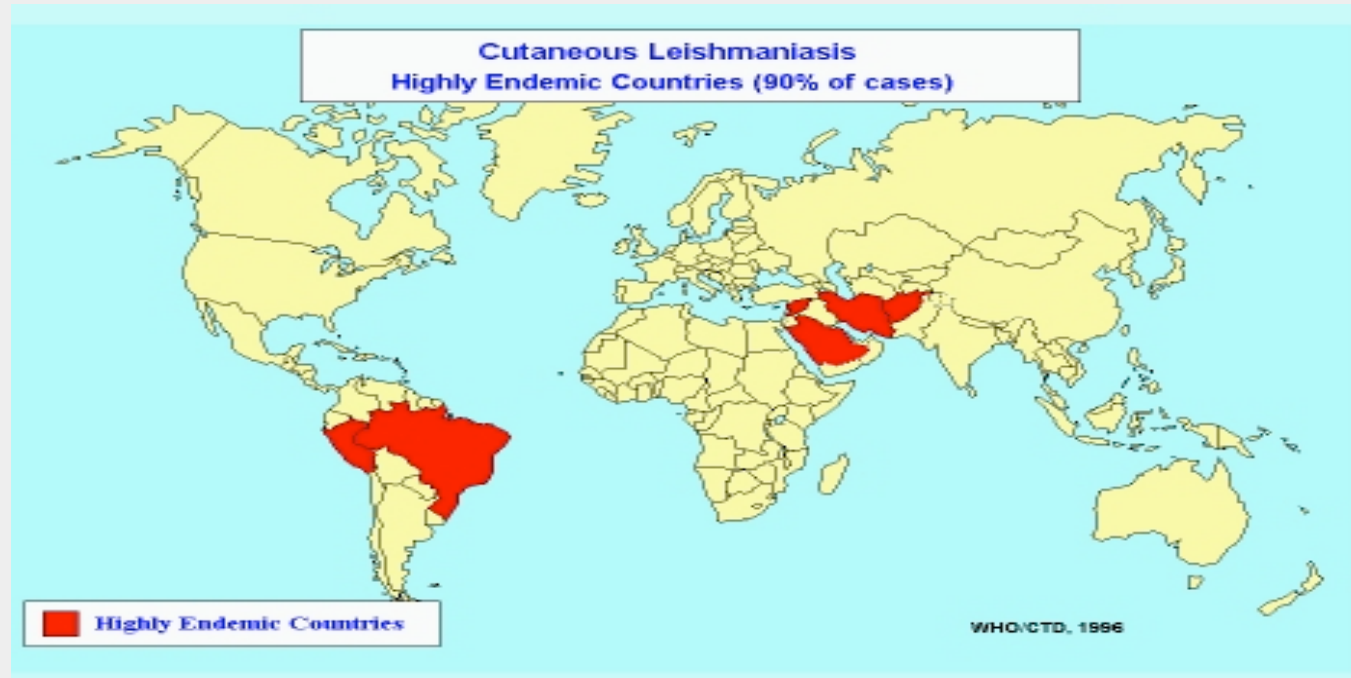 Cutaneous Leishmaniasis
Highly Endemic Countries (90% of cases)
Highly Endemic Countries
WHO/CTD, 1996